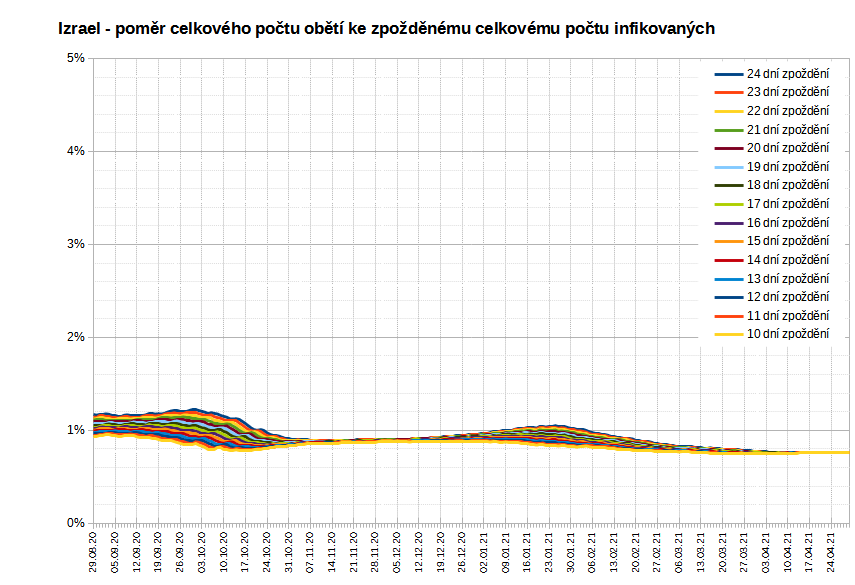 Izrael - poměr celkového počtu obětí ke zpožděnému celkovému počtu infikovaných
5%
4%
3%
2%
1%
0%
24 dní zpoždění
23 dní zpoždění
22 dní zpoždění
21 dní zpoždění
20 dní zpoždění
19 dní zpoždění
18 dní zpoždění
17 dní zpoždění
16 dní zpoždění
15 dní zpoždění
14 dní zpoždění
13 dní zpoždění
12 dní zpoždění
11 dní zpoždění
10 dní zpoždění
29.08.20
05.09.20
12.09.20
19.09.20
26.09.20
03.10.20
10.10.20
17.10.20
24.10.20
31.10.20
07.11.20
14.11.20
21.11.20
28.11.20
05.12.20
12.12.20
19.12.20
26.12.20
02.01.21
09.01.21
16.01.21
23.01.21
30.01.21
06.02.21
13.02.21
20.02.21
27.02.21
06.03.21
13.03.21
20.03.21
27.03.21
03.04.21
10.04.21
17.04.21
24.04.21